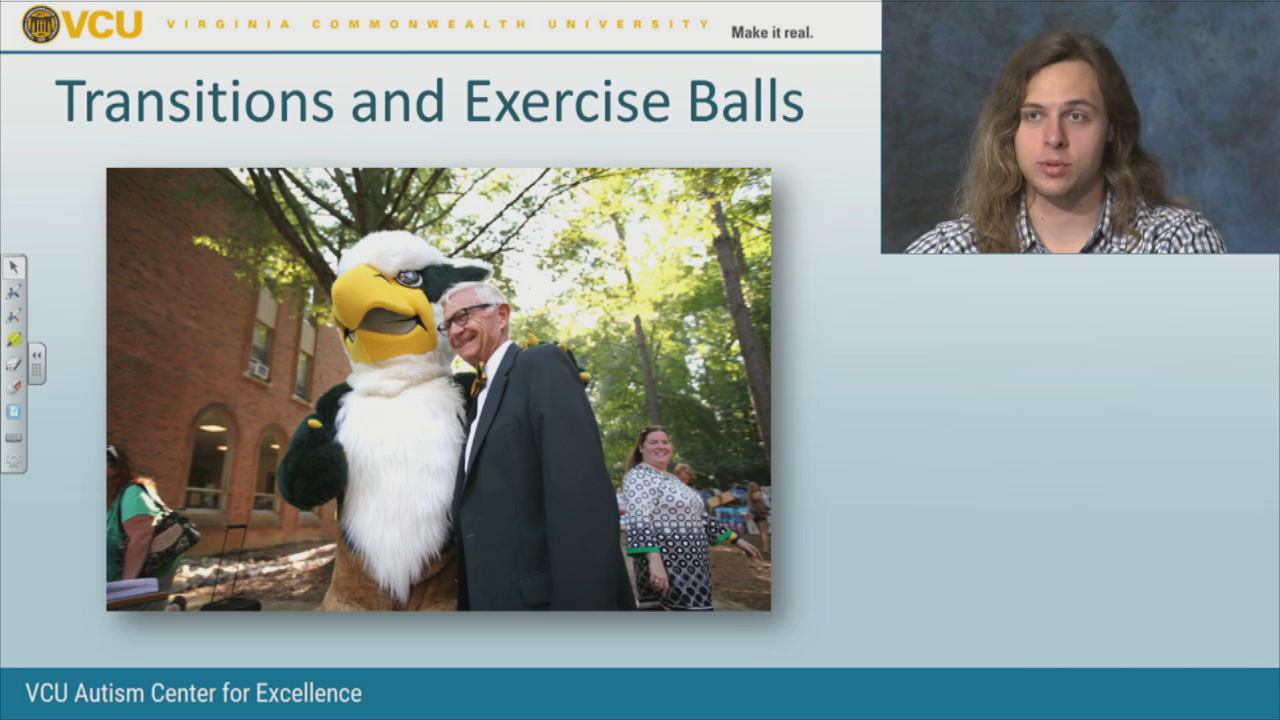 VCU VIRGINIA COMMONWEALTH UNIVERSITY Make it real.
Transitions and Exercise Balls
VCU Autism Center for Excellence